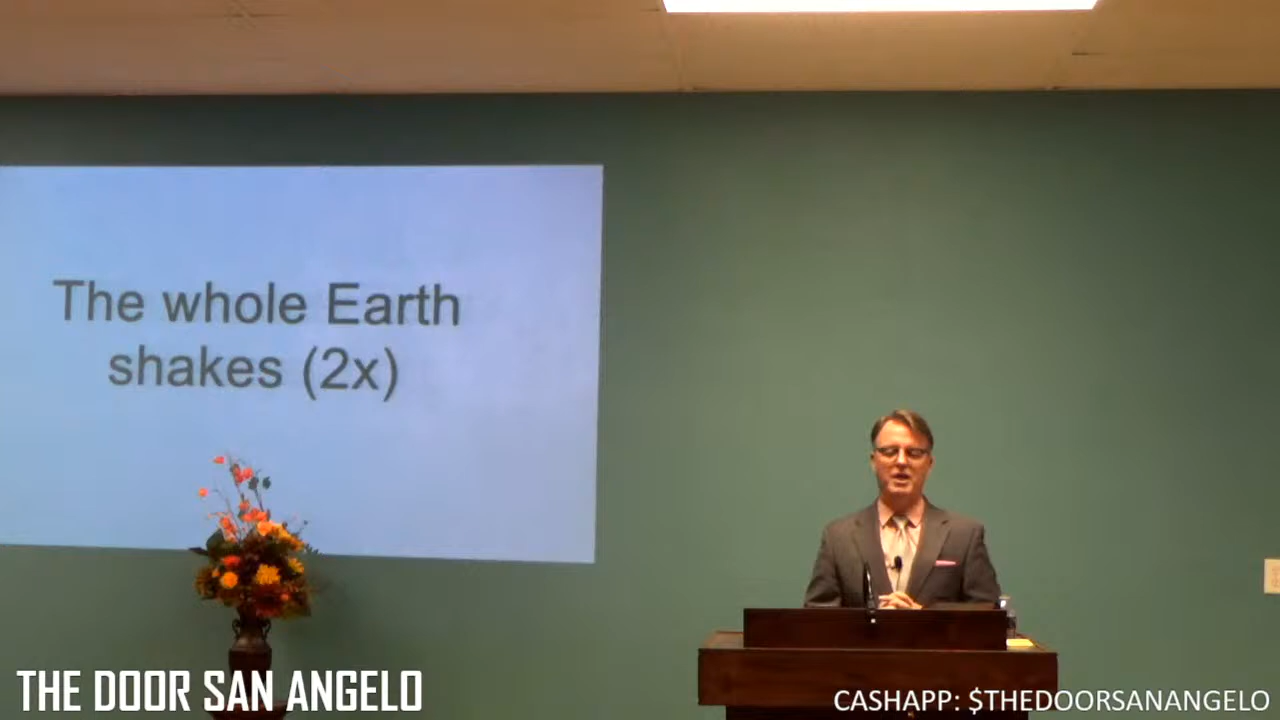 The whole Earth
shakes (2x)
THE DOOR SAN ANGELO
CASHAPP: $THEDOORSANANGELO